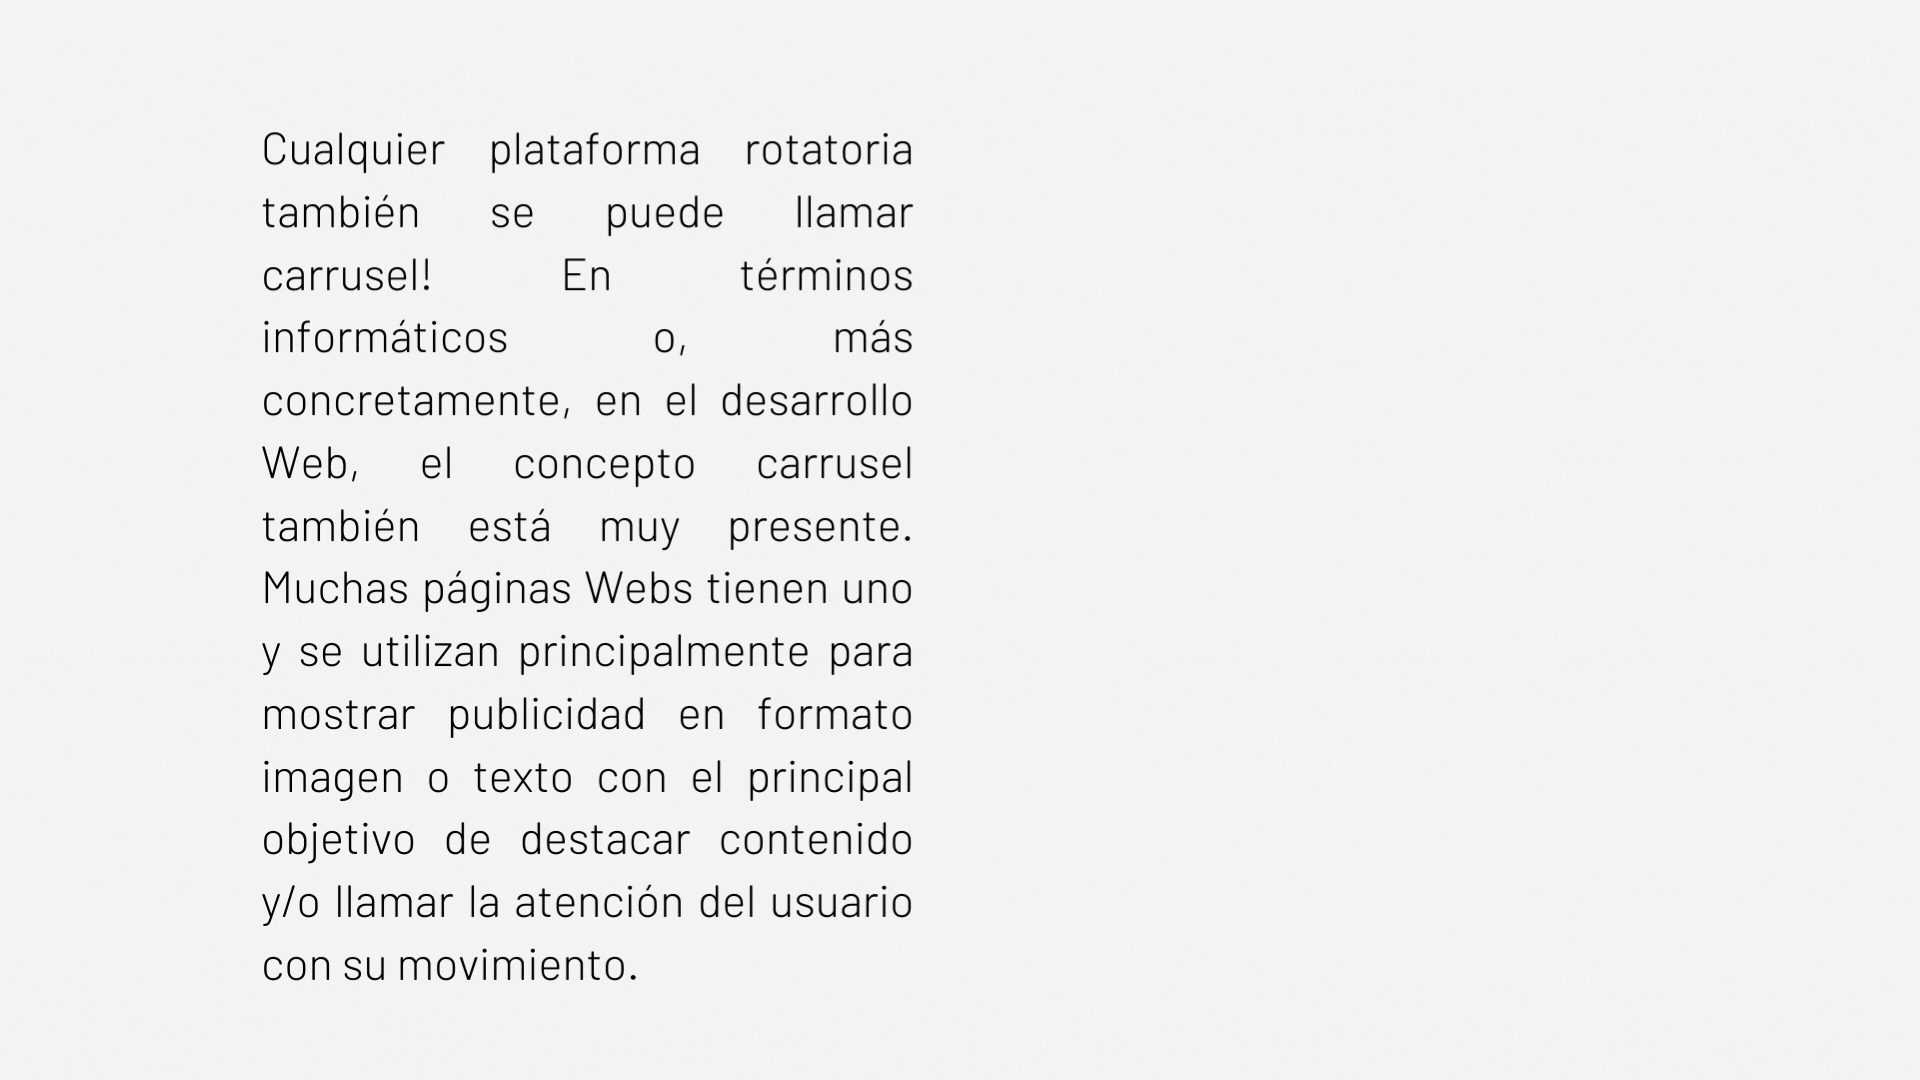 Cualquier plataforma rotatoria
también se puede llamar
carrusel! En términos
informáticos o, más
concretamente, en el desarrollo
Web, el concepto carrusel
también está muy presente.
Muchas páginas Webs tienen uno
y se utilizan principalmente para
mostrar publicidad en formato
imagen o texto con el principal
objetivo de destacar contenido
y/o llamar la atención del usuario
con su movimiento.